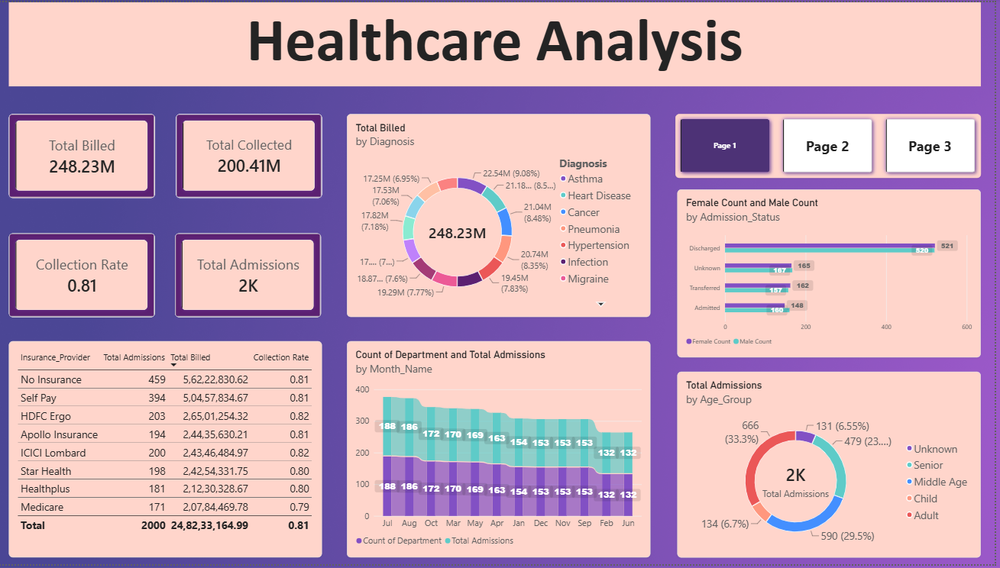 Healthcare Analysis
Total Billed
248.23M
Total Collected
200.41M
Collection Rate
0.81
Total Admissions
2K
Insurance_Provider Total Admissions Total Billed Collection Rate
No Insurance 459 5,62,22,830.62 0.81
Self Pay 394 5,04,57,834.67 0.81
HDFC Ergo 203 2,65,01,254.32 0.82
Apollo Insurance 194 2,44,35,630.21 0.81
ICICI Lombard 200 2,43,46,484.97 0.82
Star Health 198 2,42,54,331.75 0.80
Healthplus 181 2,12,30,328.67 0.80
Medicare 171 2,07,84,469.78 0.79
Total 2000 24,82,33,164.99 0.81
Total Billed
by Diagnosis
22.54M (9.08%)
21.18... (8.5...)
21.04M
(8.48%)
20.74M
(8.35%)
19.45M
(7.83%)
19.29M (7.77%)
18.87... (7.6%)
17.... (7...)
17.82M
(7.18%)
17.53M
(7.06%)
17.25M (6.95%)
248.23M
Diagnosis
Asthma
Heart Disease
Cancer
Pneumonia
Hypertension
Infection
Migraine
Count of Department and Total Admissions
by Month_Name
400
300
200
100
0
188 186 172 170 169 163 154 153 153 153 132 132
188 186 172 170 169 163 154 153 153 153 132 132
Jul Aug Oct Mar May Apr Jan Dec Nov Sep Feb Jun
Count of Department Total Admissions
Page 1 Page 2 Page 3
Female Count and Male Count
by Admission_Status
Discharged 521
520
Unknown 165
167
Transferred 162
157
Admitted 148
160
0 200 400 600
Female Count Male Count
Total Admissions
by Age_Group
131 (6.55%)
479 (23....)
590 (29.5%)
134 (6.7%)
666
(33.3%)
2K
Total Admissions
Unknown
Senior
Middle Age
Child
Adult